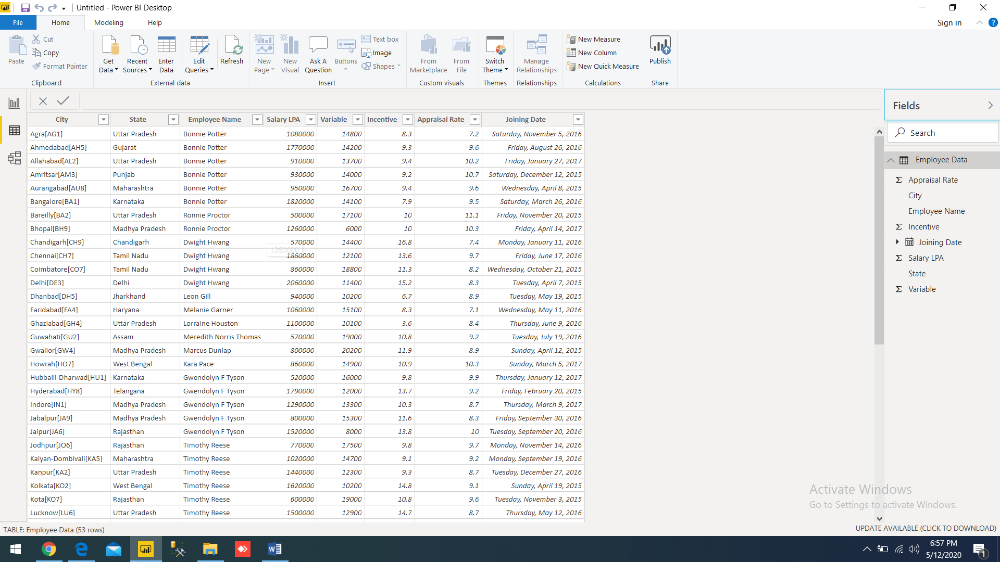 Untitled - Power BI Desktop
File Home Modeling Help Sign in
Paste Cut Copy Format Painter
Clipboard
Get Data Recent Sources Enter Data Edit Queries Refresh
External data
New Page New Visual Ask A Question Buttons Text box Image Shapes
Insert
From Marketplace From File
Custom visuals
Switch Theme
Themes
Manage Relationships
Relationships
New Measure
New Column
New Quick Measure
Calculations
Publish
Share
City State Employee Name Salary LPA Variable Incentive Appraisal Rate Joining Date
Agra[AG1] Uttar Pradesh Bonnie Potter 1080000 14800 8.3 7.2 Saturday, November 5, 2016
Ahmedabad[AH5] Gujarat Bonnie Potter 1770000 14200 9.3 9.6 Friday, August 26, 2016
Allahabad[AL2] Uttar Pradesh Bonnie Potter 910000 13700 9.4 10.2 Friday, January 27, 2017
Amritsar[AM3] Punjab Bonnie Potter 930000 14000 9.2 10.7 Saturday, December 12, 2015
Aurangabad[AU8] Maharashtra Bonnie Potter 950000 16700 9.4 9.6 Wednesday, April 8, 2015
Bangalore[BA1] Karnataka Bonnie Potter 1820000 14100 7.9 9.5 Saturday, March 26, 2016
Bareilly[BA2] Uttar Pradesh Ronnie Proctor 500000 17100 10 11.1 Friday, November 20, 2015
Bhopal[BH9] Madhya Pradesh Ronnie Proctor 1260000 6000 10 10.3 Friday, April 14, 2017
Chandigarh[CH9] Chandigarh Dwight Hwang 570000 14400 16.8 7.4 Monday, January 11, 2016
1260000
Chennai[CH7] Tamil Nadu Dwight Hwang 1860000 12100 13.6 9.7 Friday, June 17, 2016
Coimbatore[CO7] Tamil Nadu Dwight Hwang 860000 18800 11.3 8.2 Wednesday, October 21, 2015
Delhi[DE3] Delhi Dwight Hwang 2060000 11400 15.2 8.3 Tuesday, April 7, 2015
Dhanbad[DH5] Jharkhand Leon Gill 940000 10200 6.7 8.9 Tuesday, May 19, 2015
Faridabad[FA4] Haryana Melanie Garner 1060000 15100 8.3 7.1 Wednesday, May 11, 2016
Ghaziabad[GH4] Uttar Pradesh Lorraine Houston 1100000 10100 3.6 8.4 Thursday, June 9, 2016
Guwahati[GU2] Assam Meredith Norris Thomas 570000 19000 10.8 9.2 Tuesday, July 19, 2016
Gwalior[GW4] Madhya Pradesh Marcus Dunlap 800000 20200 11.9 8.9 Sunday, April 12, 2015
Howrah[HO7] West Bengal Kara Pace 860000 14900 10.9 10.3 Sunday, March 5, 2017
Hubballi-Dharwad[HU1] Karnataka Gwendolyn F Tyson 520000 16000 9.8 9.9 Thursday, January 12, 2017
Hyderabad[HY8] Telangana Gwendolyn F Tyson 1790000 12000 13.7 9.2 Friday, February 20, 2015
Indore[IN1] Madhya Pradesh Gwendolyn F Tyson 1290000 13300 10.3 8.7 Thursday, March 9, 2017
Jabalpur[JA9] Madhya Pradesh Gwendolyn F Tyson 800000 15300 11.6 8.3 Friday, September 30, 2016
Jaipur[JA6] Rajasthan Gwendolyn F Tyson 1520000 8000 13.8 10 Tuesday, September 20, 2016
Jodhpur[JO6] Rajasthan Timothy Reese 770000 17500 9.8 9.7 Monday, November 14, 2016
Kalyan-Dombivali[KA5] Maharashtra Timothy Reese 1020000 14700 9.1 9.2 Monday, September 19, 2016
Kanpur[KA2] Uttar Pradesh Timothy Reese 1440000 12300 9.3 8.7 Tuesday, December 27, 2016
Kolkata[KO2] West Bengal Timothy Reese 1620000 10200 14.8 9.1 Sunday, April 19, 2015
Kota[KO7] Rajasthan Timothy Reese 600000 19000 10.8 9.6 Tuesday, November 3, 2015
Lucknow[LU6] Uttar Pradesh Timothy Reese 1500000 12900 14.7 8.7 Thursday, May 12, 2016
Fields
Search
Employee Data
Σ Appraisal Rate
City
Employee Name
Σ Incentive
Joining Date
Σ Salary LPA
State
Σ Variable
Activate Windows
Go to Settings to activate Windows.
TABLE: Employee Data (53 rows)
UPDATE AVAILABLE (CLICK TO DOWNLOAD)
6:57 PM
5/12/2020
1